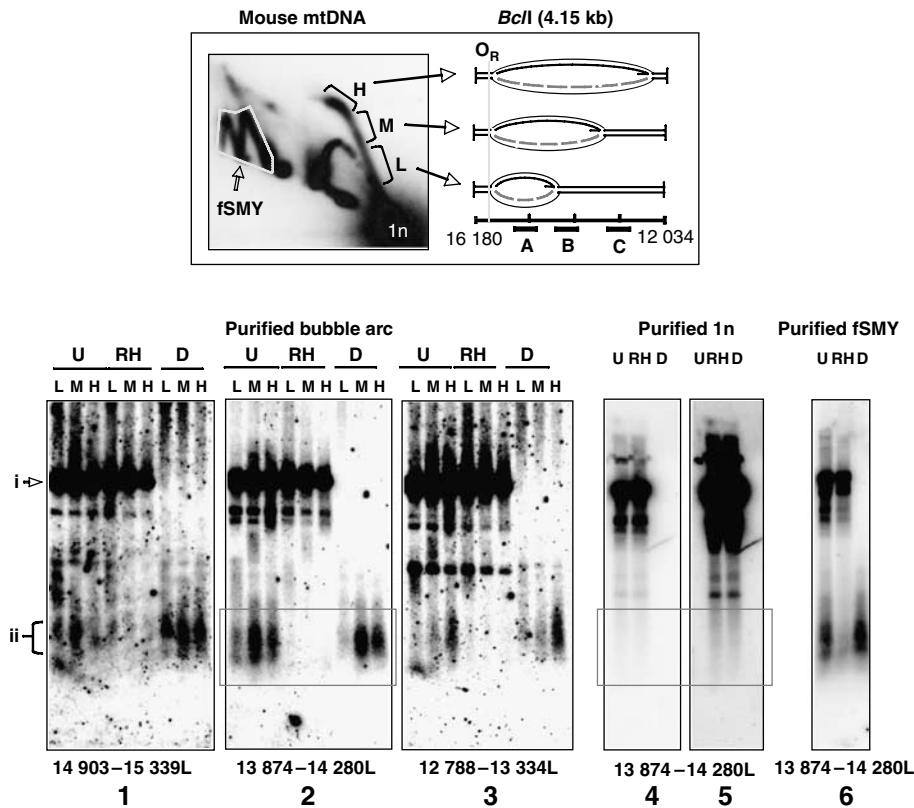 Mouse mtDNA
BclI (4.15 kb)
OR
H
M
L
fSMY
1n
16 180
12 034
A B C
Purified bubble arc
Purified 1n
Purified fSMY
U RH D
U RH D
U RH D
U RH D
U RH D
U RH D
L M H L M H L M H
L M H L M H L M H
L M H L M H L M H
i
ii
14 903–15 339L
13 874–14 280L
12 788–13 334L
13 874–14 280L
13 874–14 280L
1
2
3
4
5
6